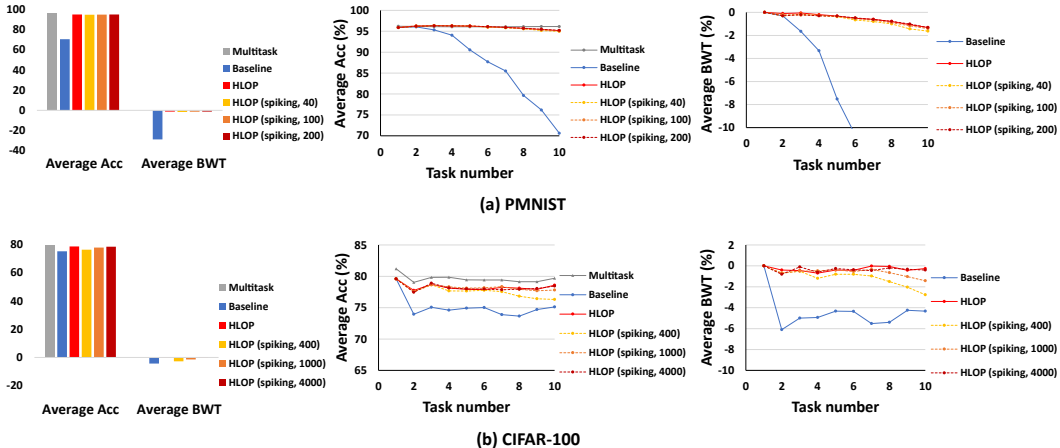 100
80
60
40
20
0
-20
-40
Average Acc
Average BWT
Multitask
Baseline
HLOP
HLOP (spiking, 40)
HLOP (spiking, 100)
HLOP (spiking, 200)
Average Acc (%)
100
95
90
85
80
75
70
0 2 4 6 8 10
Task number
Multitask
Baseline
HLOP
HLOP (spiking, 40)
HLOP (spiking, 100)
HLOP (spiking, 200)
Average BWT (%)
0
-2
-4
-6
-8
-10
0 2 4 6 8 10
Task number
Baseline
HLOP
HLOP (spiking, 40)
HLOP (spiking, 100)
HLOP (spiking, 200)
(a) PMNIST
80
60
40
20
0
-20
Average Acc
Average BWT
Multitask
Baseline
HLOP
HLOP (spiking, 400)
HLOP (spiking, 1000)
HLOP (spiking, 4000)
Average Acc (%)
85
80
75
70
65
0 2 4 6 8 10
Task number
Multitask
Baseline
HLOP
HLOP (spiking, 400)
HLOP (spiking, 1000)
HLOP (spiking, 4000)
Average BWT (%)
2
0
-2
-4
-6
-8
-10
0 2 4 6 8 10
Task number
Baseline
HLOP
HLOP (spiking, 400)
HLOP (spiking, 1000)
HLOP (spiking, 4000)
(b) CIFAR-100